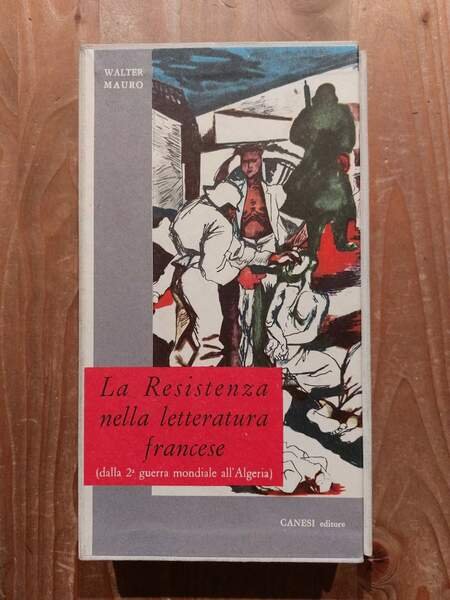 WALTER
MAURO
La Resistenza
nella letteratura
francese
(dalla 2ª guerra mondiale all'Algeria)
CANESI editore